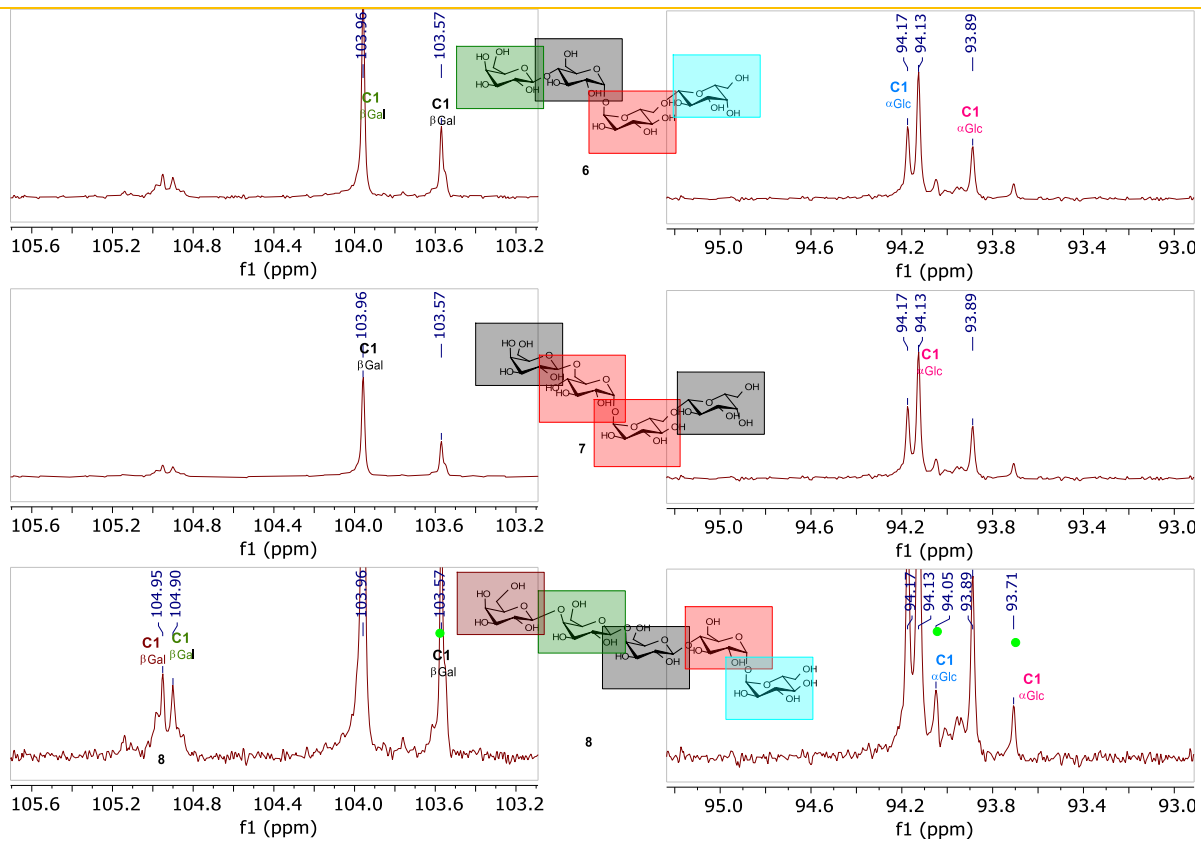 103.96 103.57
94.17 94.13 93.89
C1
βGal
C1
βGal
C1
αGlc
C1
αGlc
6
105.6 105.2 104.8 104.4 104.0 103.6 103.2
f1 (ppm)
95.0 94.6 94.2 93.8 93.4 93.0
f1 (ppm)
103.96 103.57
94.17 94.13 93.89
C1
βGal
C1
αGlc
7
105.6 105.2 104.8 104.4 104.0 103.6 103.2
f1 (ppm)
95.0 94.6 94.2 93.8 93.4 93.0
f1 (ppm)
104.95 104.90 103.96 103.57
94.17 94.13 94.05 93.89 93.71
C1
βGal
C1
βGal
C1
βGal
C1
αGlc
C1
αGlc
8
8
105.6 105.2 104.8 104.4 104.0 103.6 103.2
f1 (ppm)
95.0 94.6 94.2 93.8 93.4 93.0
f1 (ppm)